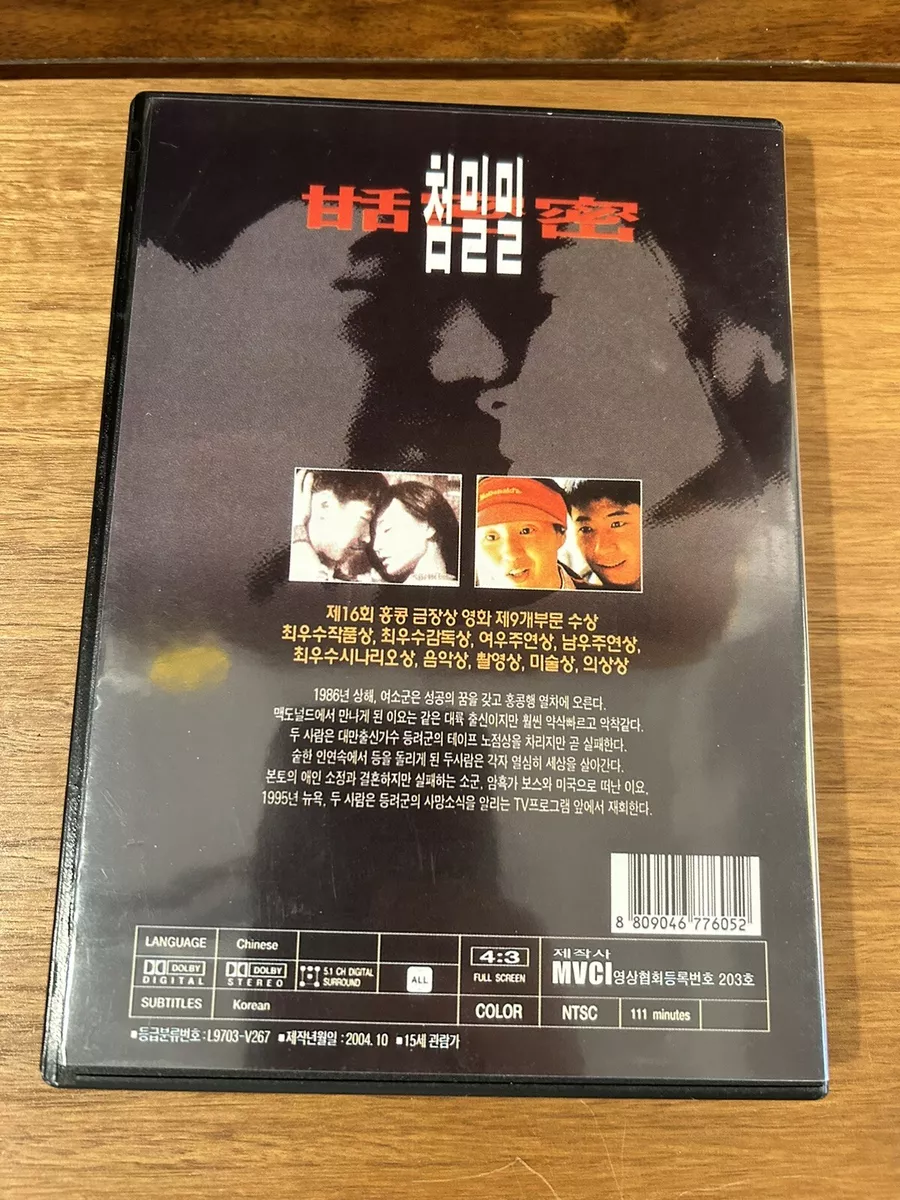 첨밀밀
甜 密
McDonald's
제16회 홍콩 금장상 영화 제9개부문 수상
최우수작품상, 최우수감독상, 여우주연상, 남우주연상,
최우수시나리오상, 음악상, 촬영상, 미술상, 의상상
1986년 상해, 여소군은 성공의 꿈을 갖고 홍콩행 열차에 오른다.
맥도널드에서 만나게 된 이요는 같은 대륙 출신이지만 훨씬 약삭빠르고 악착같다.
두 사람은 대만출신가수 등려군의 테이프 노점상을 차리지만 곧 실패한다.
숱한 인연속에서 등을 돌리게 된 두사람은 각자 열심히 세상을 살아간다.
본토의 애인 소정과 결혼하지만 실패하는 소군, 암흑가 보스와 미국으로 떠난 이요.
1995년 뉴욕, 두 사람은 등려군의 사망소식을 알리는 TV프로그램 앞에서 재회한다.
8 809046 776052
LANGUAGE Chinese
DOLBY DIGITAL
DOLBY STEREO
5.1 CH DIGITAL SURROUND
ALL
SUBTITLES Korean
4:3
FULL SCREEN
COLOR
제작사
MVCI 영상협회등록번호 203호
NTSC 111 minutes
■등급분류번호 : L9703-V267 ■제작년월일 : 2004. 10 ■15세 관람가